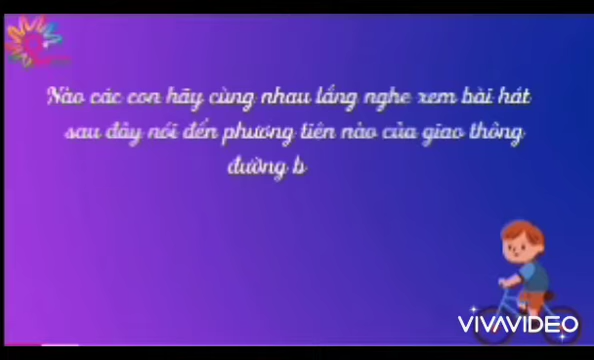 Nào các con hãy cùng nhau lắng nghe xem bài hát
sau đây nói đến phương tiện nào của giao thông
đường b
VIVAVIDEO